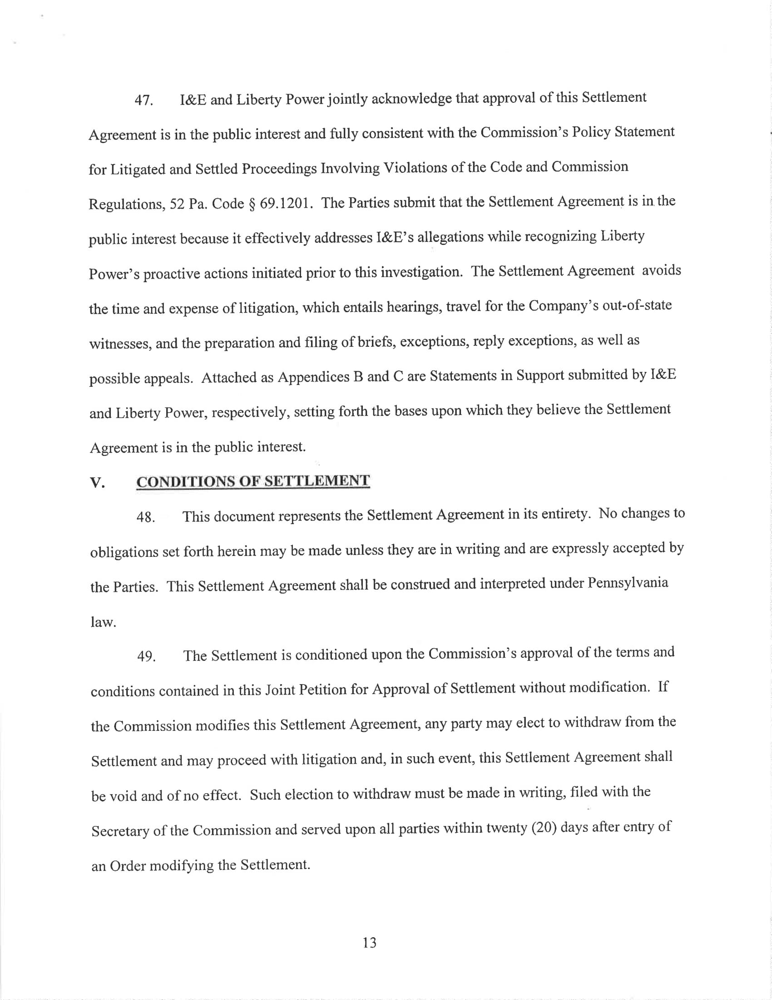 47. I&E and Liberty Power jointly acknowledge that approval of this Settlement
Agreement is in the public interest and fully consistent with the Commission's Policy Statement
for Litigated and Settled Proceedings Involving Violations of the Code and Commission
Regulations, 52 Pa. Code § 69.1201. The Parties submit that the Settlement Agreement is in the
public interest because it effectively addresses I&E's allegations while recognizing Liberty
Power's proactive actions initiated prior to this investigation. The Settlement Agreement avoids
the time and expense of litigation, which entails hearings, travel for the Company's out-of-state
witnesses, and the preparation and filing of briefs, exceptions, reply exceptions, as well as
possible appeals. Attached as Appendices B and C are Statements in Support submitted by I&E
and Liberty Power, respectively, setting forth the bases upon which they believe the Settlement
Agreement is in the public interest.
V. CONDITIONS OF SETTLEMENT
48. This document represents the Settlement Agreement in its entirety. No changes to
obligations set forth herein may be made unless they are in writing and are expressly accepted by
the Parties. This Settlement Agreement shall be construed and interpreted under Pennsylvania
law.
49. The Settlement is conditioned upon the Commission's approval of the terms and
conditions contained in this Joint Petition for Approval of Settlement without modification. If
the Commission modifies this Settlement Agreement, any party may elect to withdraw from the
Settlement and may proceed with litigation and, in such event, this Settlement Agreement shall
be void and of no effect. Such election to withdraw must be made in writing, filed with the
Secretary of the Commission and served upon all parties within twenty (20) days after entry of
an Order modifying the Settlement.
13